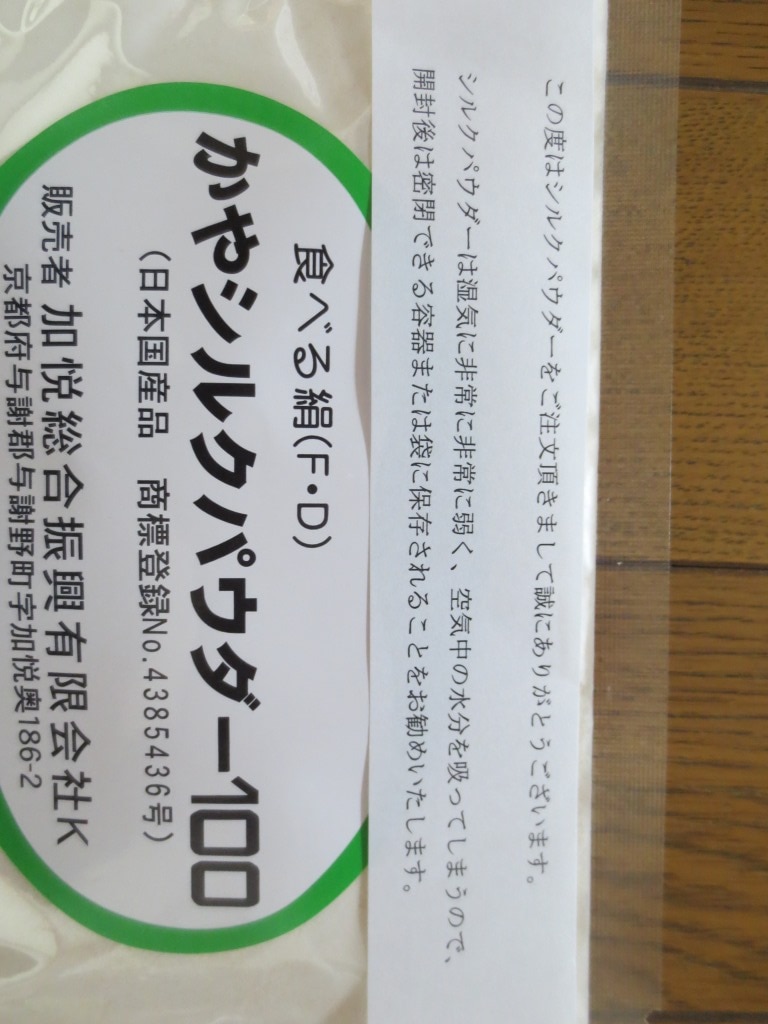 この度はシルクパウダーをご注文頂きまして誠にありがとうございます。
シルクパウダーは湿気に非常に非常に弱く、空気中の水分を吸ってしまうので、
開封後は密閉できる容器または袋に保存されることをお勧めいたします。
食べる絹(F・D)
かやシルクパウダー100
(日本国産品 商標登録No.4385436号)
販売者 加悦総合振興有限会社K
京都府与謝郡与謝野町字加悦奥186-2